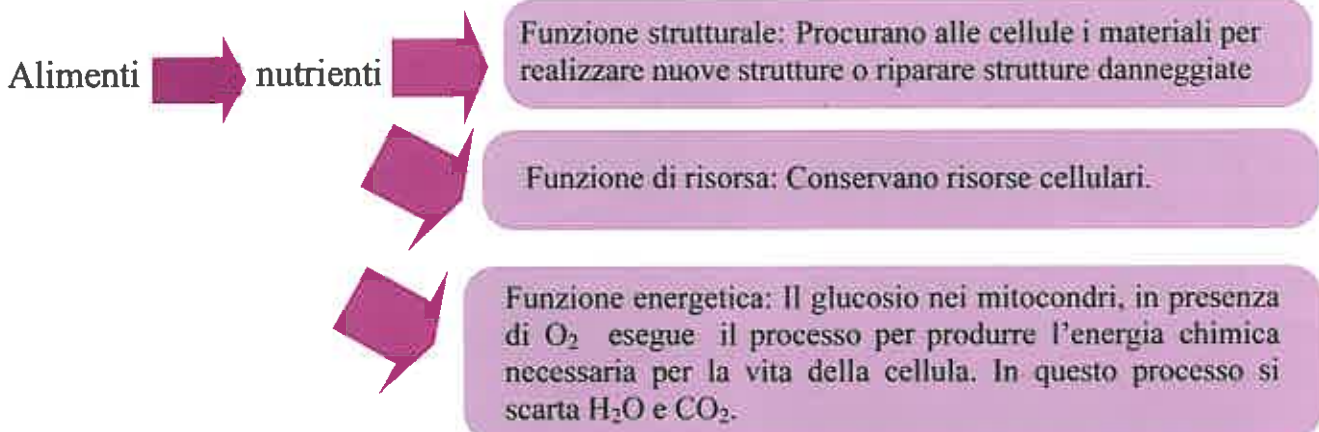 Alimenti
nutrienti
Funzione strutturale: Procurano alle cellule i materiali per
realizzare nuove strutture o riparare strutture danneggiate
Funzione di risorsa: Conservano risorse cellulari.
Funzione energetica: Il glucosio nei mitocondri, in presenza
di O₂ esegue il processo per produrre l'energia chimica
necessaria per la vita della cellula. In questo processo si
scarta H₂O e CO₂.